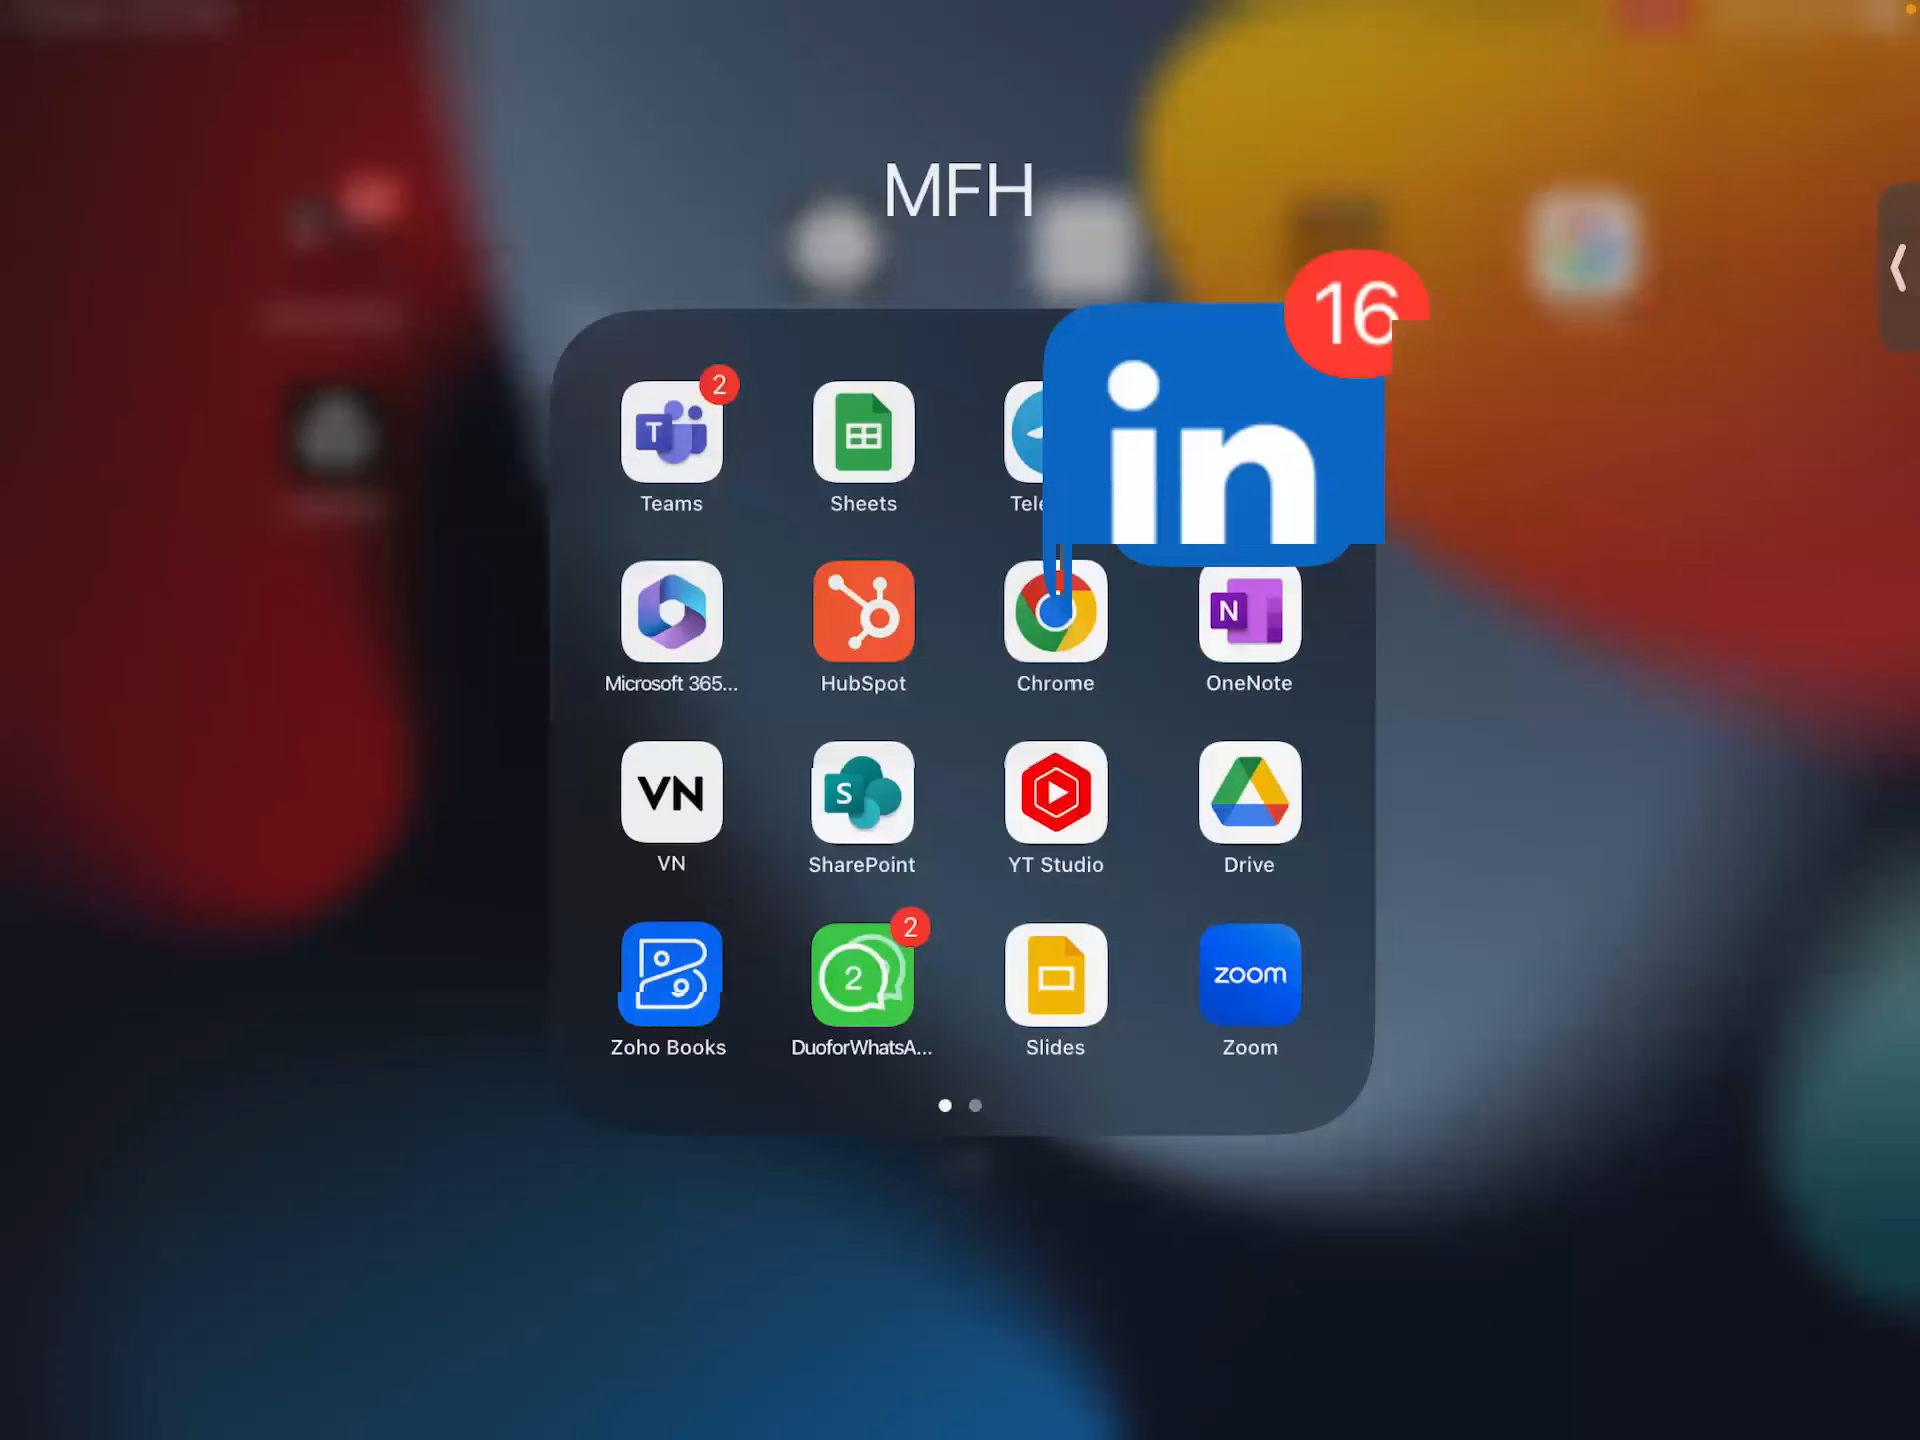 MFH
16
in
2
T
Teams
Sheets
Tele
N
Microsoft 365...
HubSpot
Chrome
OneNote
VN
S
VN
SharePoint
YT Studio
Drive
2
2
zoom
Zoho Books
DuoforWhatsA...
Slides
Zoom